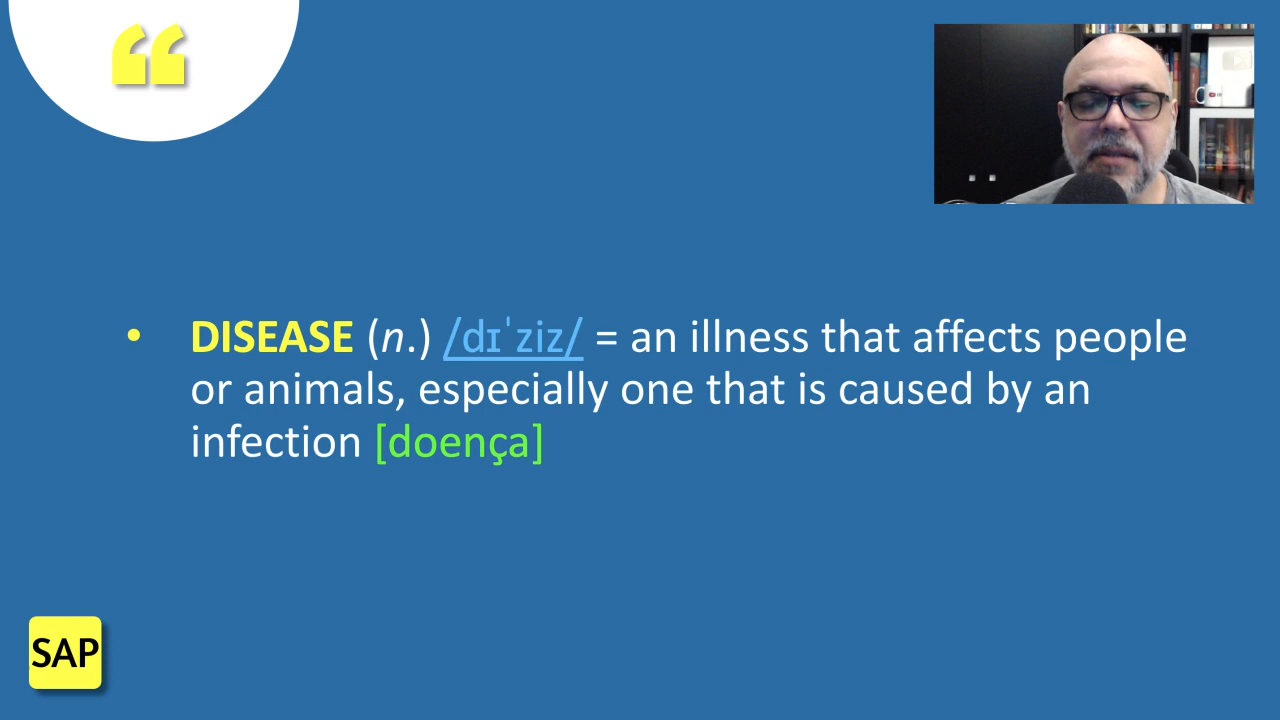 “
• DISEASE (n.) /dɪˈziz/ = an illness that affects people
or animals, especially one that is caused by an
infection [doença]
SAP